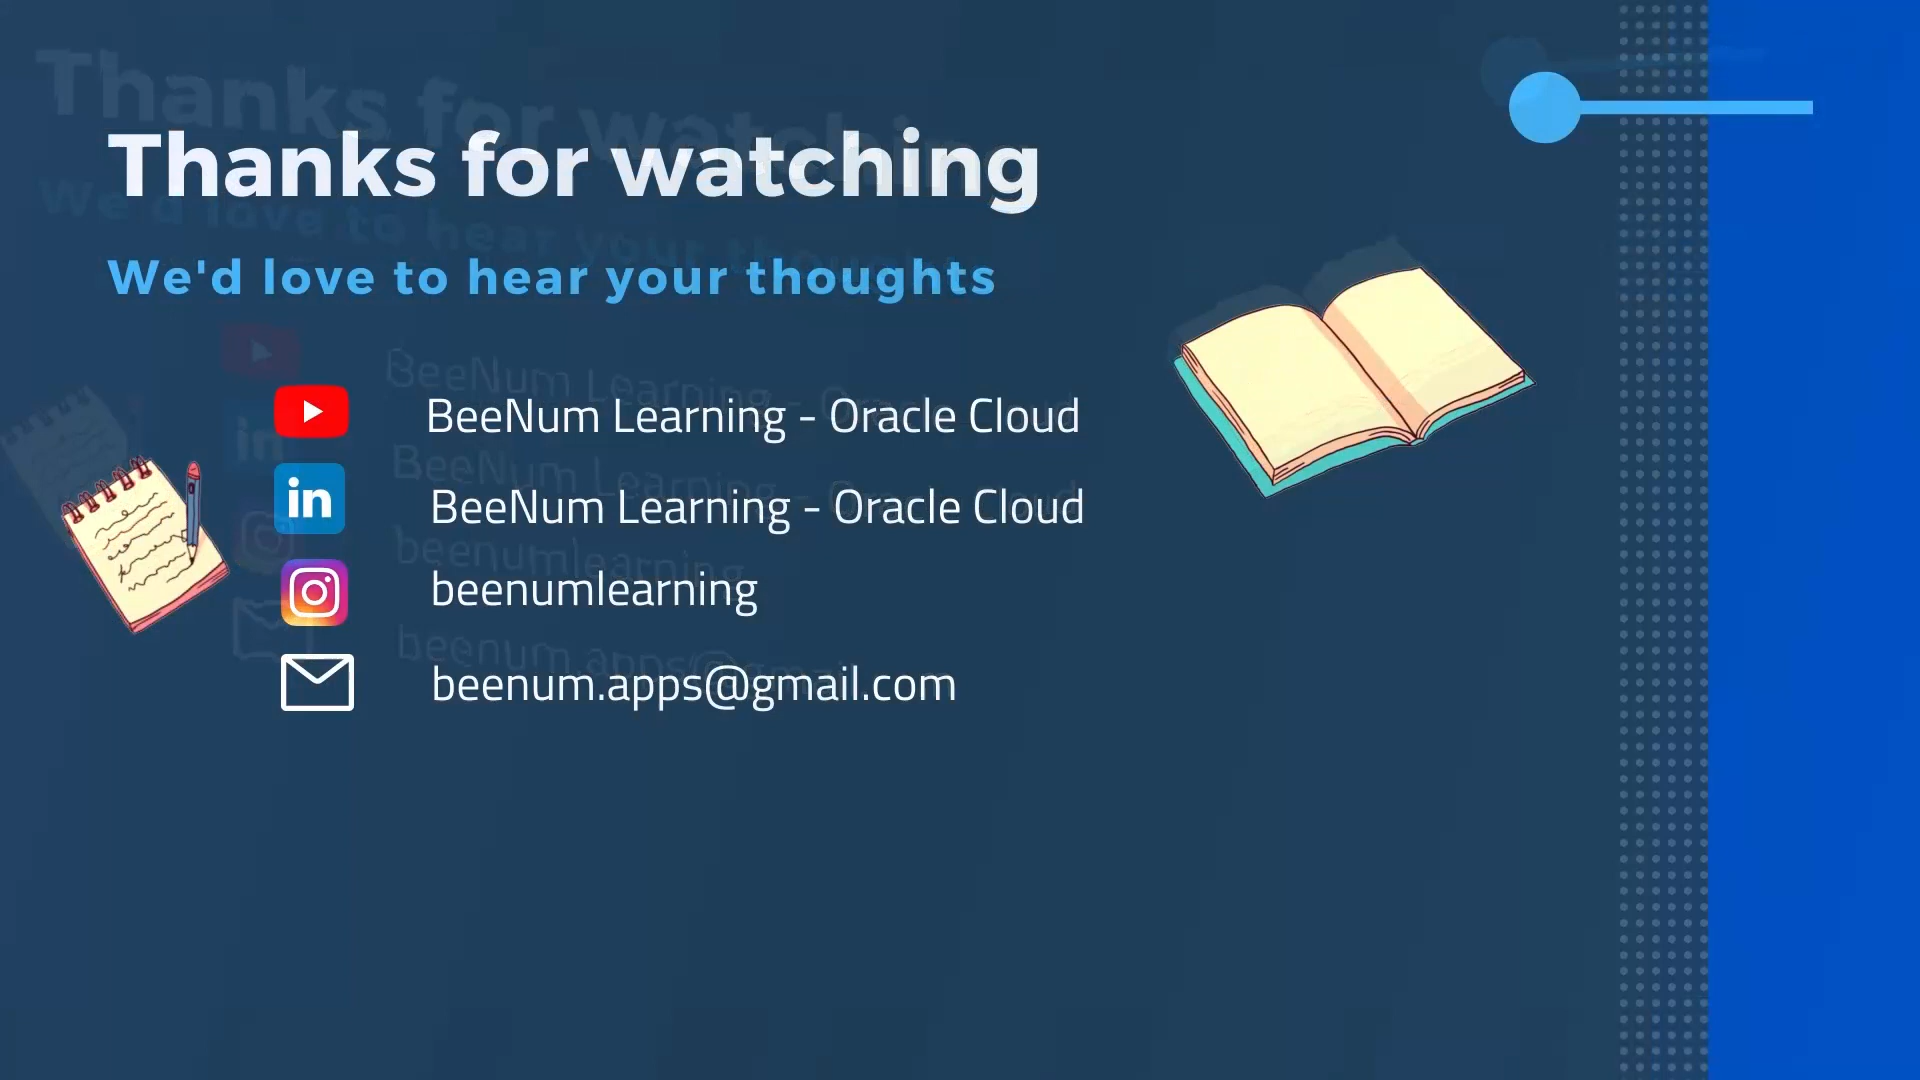 Thanks for watching
We'd love to hear your thoughts
BeeNum Learning - Oracle Cloud
in
BeeNum Learning - Oracle Cloud
beenumlearning
beenum.apps@gmail.com